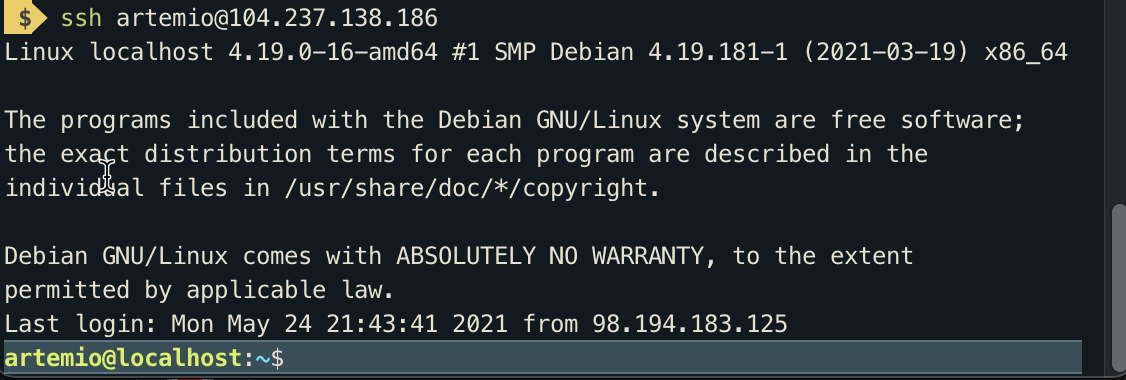 $ ssh artemio@104.237.138.186
Linux localhost 4.19.0-16-amd64 #1 SMP Debian 4.19.181-1 (2021-03-19) x86_64
The programs included with the Debian GNU/Linux system are free software;
the exact distribution terms for each program are described in the
individual files in /usr/share/doc/*/copyright.
Debian GNU/Linux comes with ABSOLUTELY NO WARRANTY, to the extent
permitted by applicable law.
Last login: Mon May 24 21:43:41 2021 from 98.194.183.125
artemio@localhost:~$